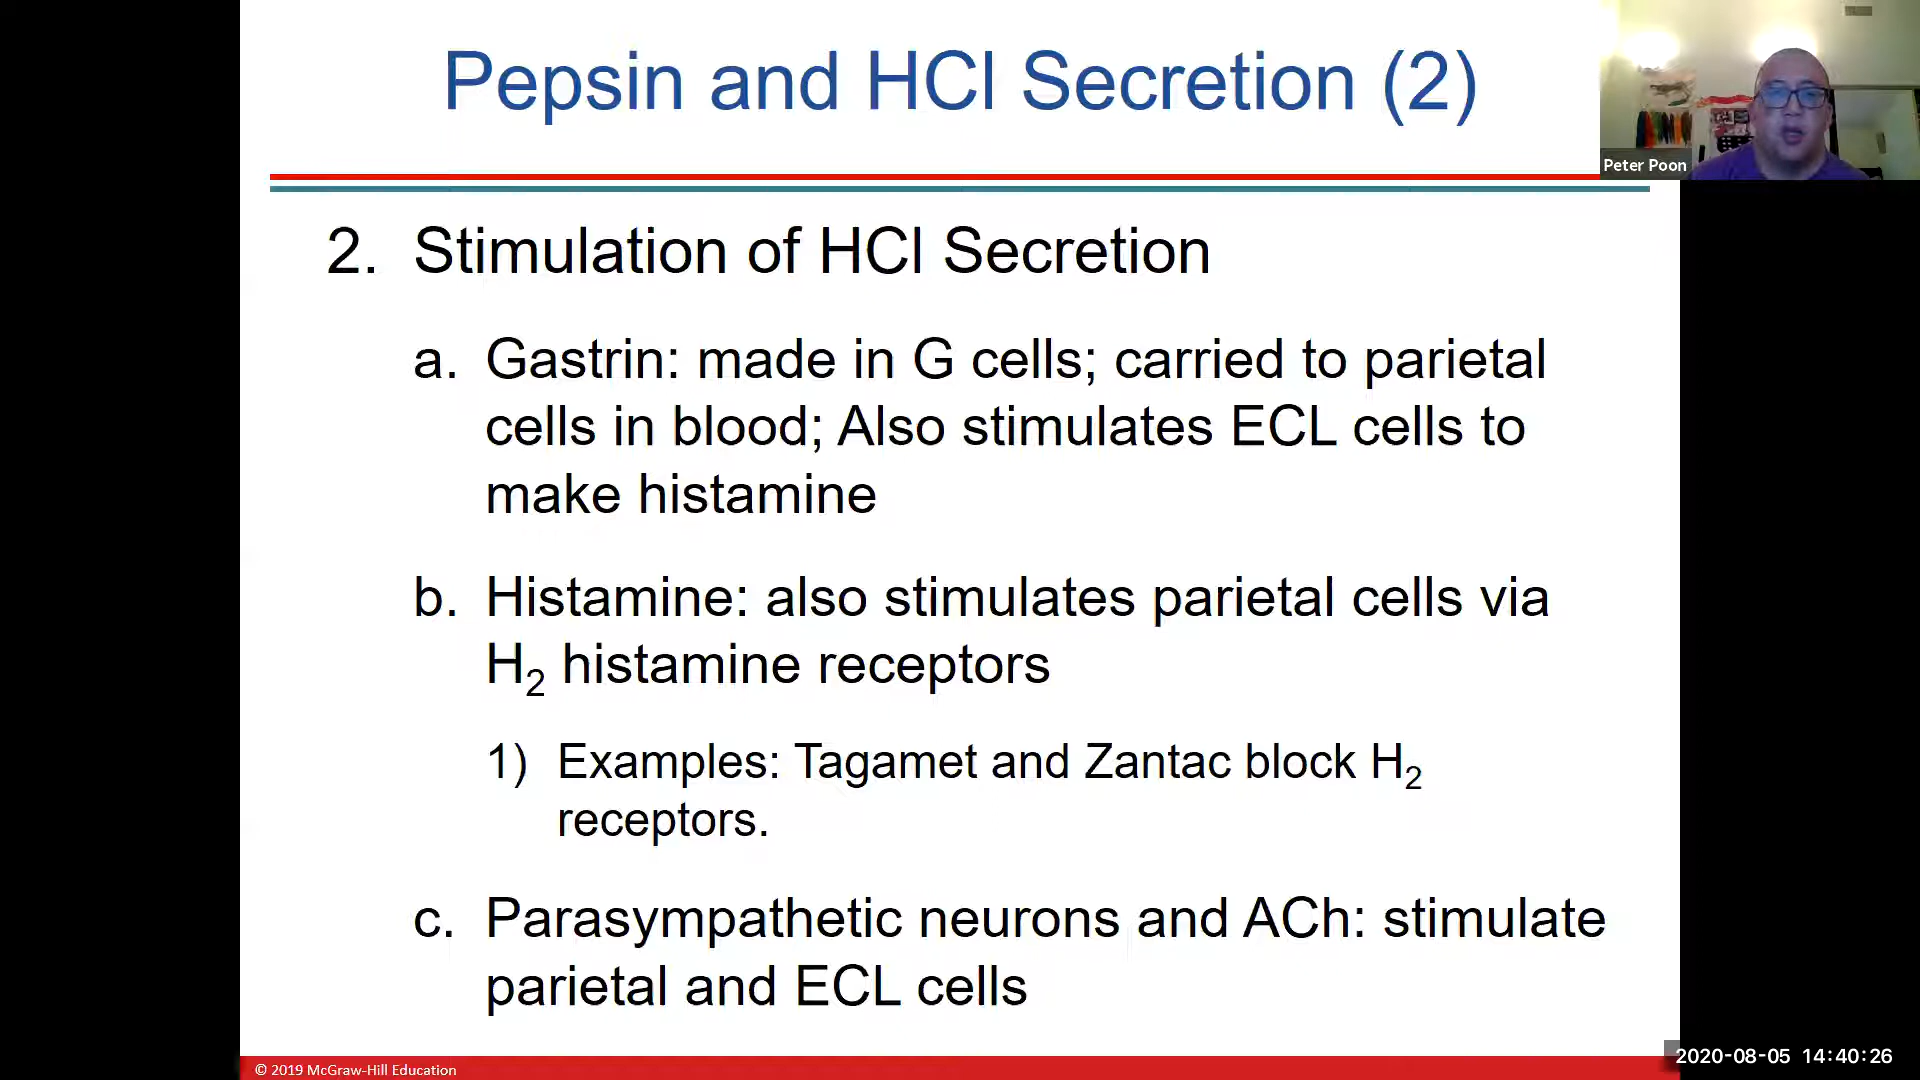 Pepsin and HCl Secretion (2)
Peter Poon
2. Stimulation of HCl Secretion
a. Gastrin: made in G cells; carried to parietal
cells in blood; Also stimulates ECL cells to
make histamine
b. Histamine: also stimulates parietal cells via
H₂ histamine receptors
1) Examples: Tagamet and Zantac block H₂
receptors.
c. Parasympathetic neurons and ACh: stimulate
parietal and ECL cells
© 2019 McGraw-Hill Education
2020-08-05 14:40:26